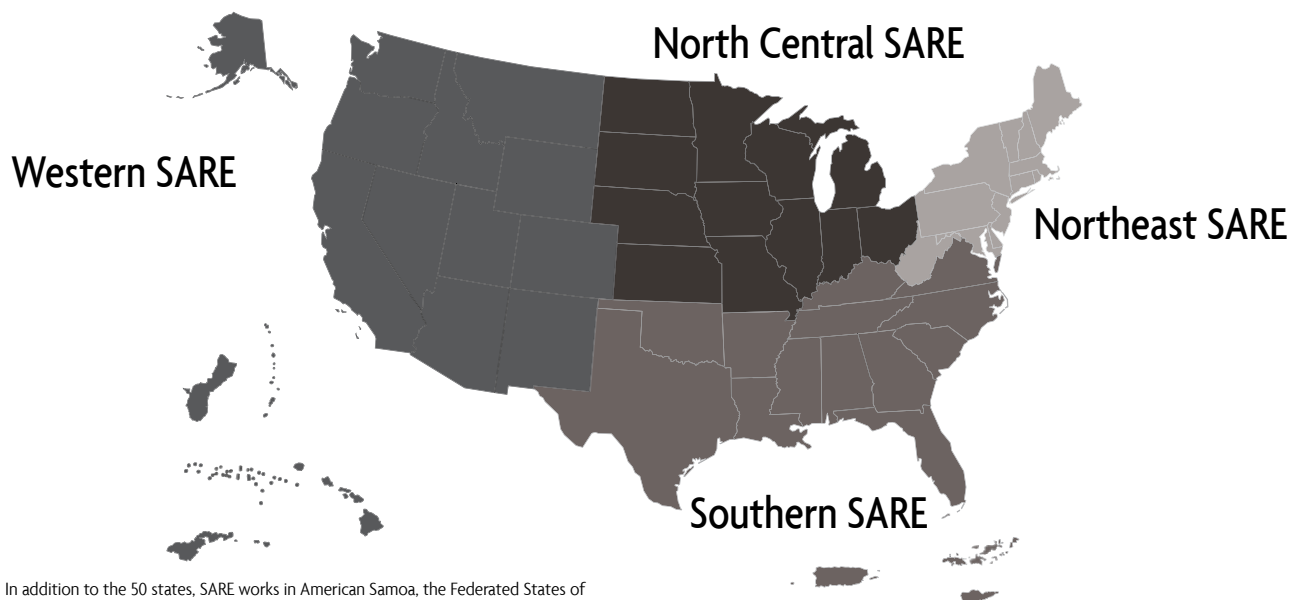 North Central SARE
Western SARE
Northeast SARE
Southern SARE
In addition to the 50 states, SARE works in American Samoa, the Federated States of